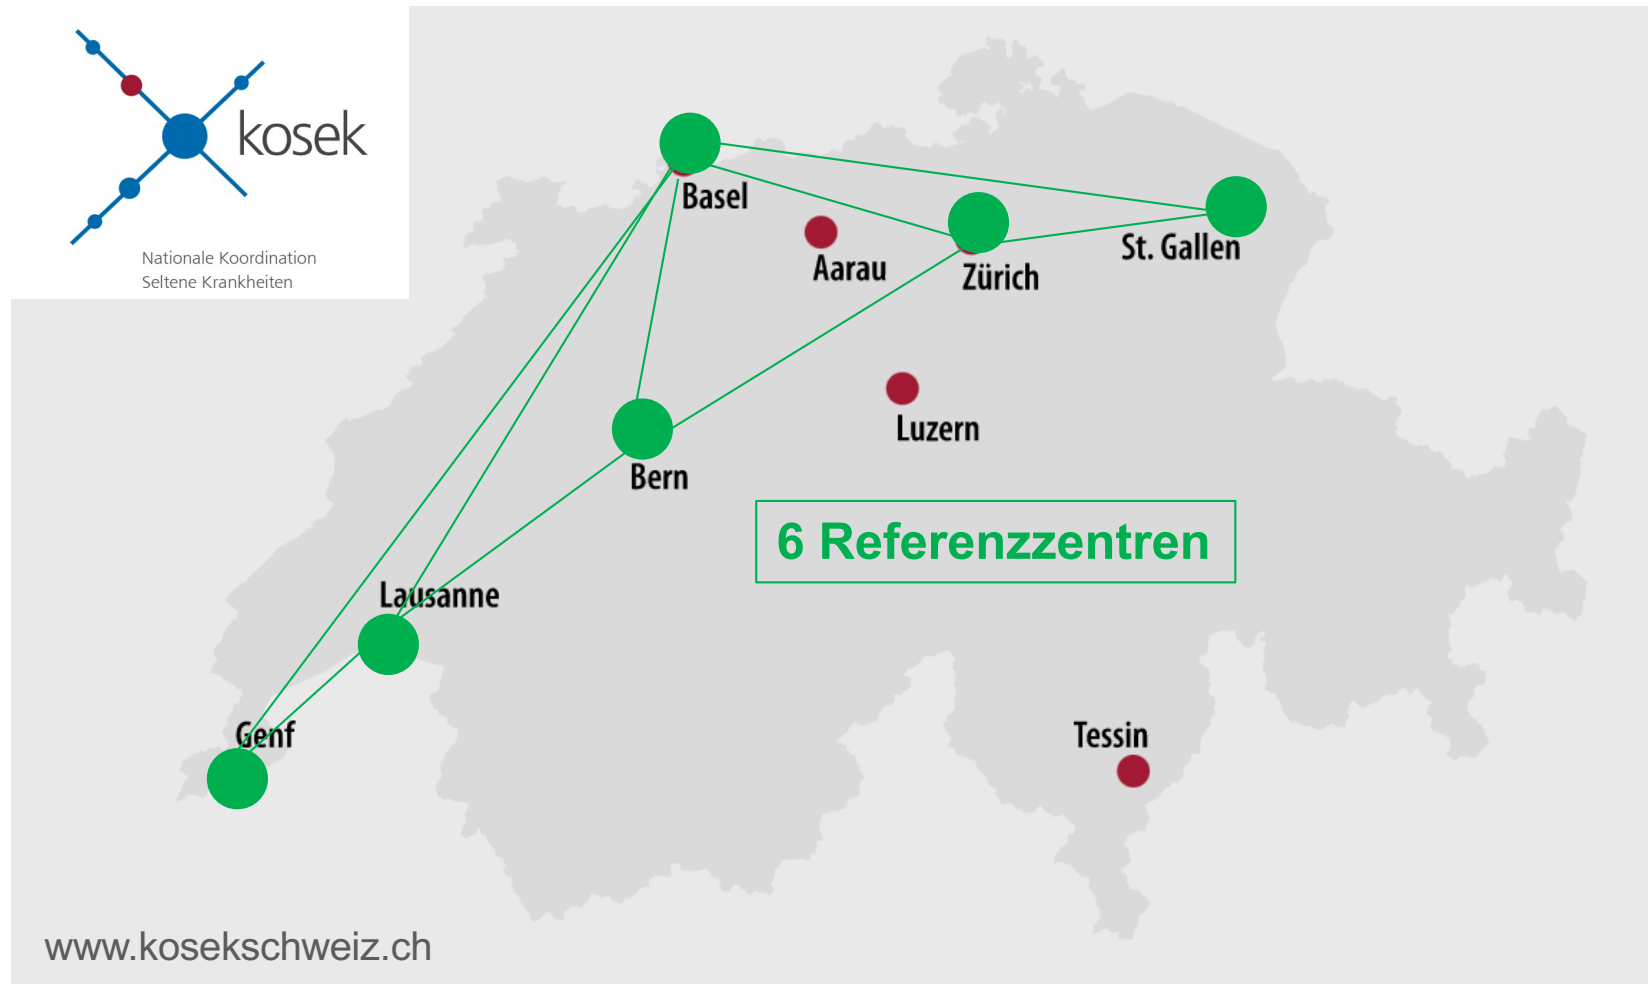 kosek
Nationale Koordination
Seltene Krankheiten
Basel
Aarau
Zürich
St. Gallen
Luzern
Bern
6 Referenzzentren
Lausanne
Genf
Tessin
www.kosekschweiz.ch